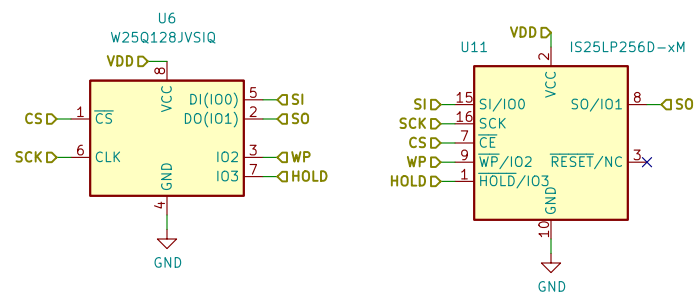 U6
W25Q128JVSIQ
VDD
8
VCC
CS 1 CS
DI(IO0) 5 SI
DO(IO1) 2 SO
SCK 6 CLK
IO2 3 WP
IO3 7 HOLD
GND
4
GND
U11
IS25LP256D-xM
VDD
2
VCC
SI 15 SI/IO0
SO/IO1 8 SO
SCK 16 SCK
CS 7 CE
WP 9 WP/IO2
RESET/NC 3
HOLD 1 HOLD/IO3
GND
10
GND